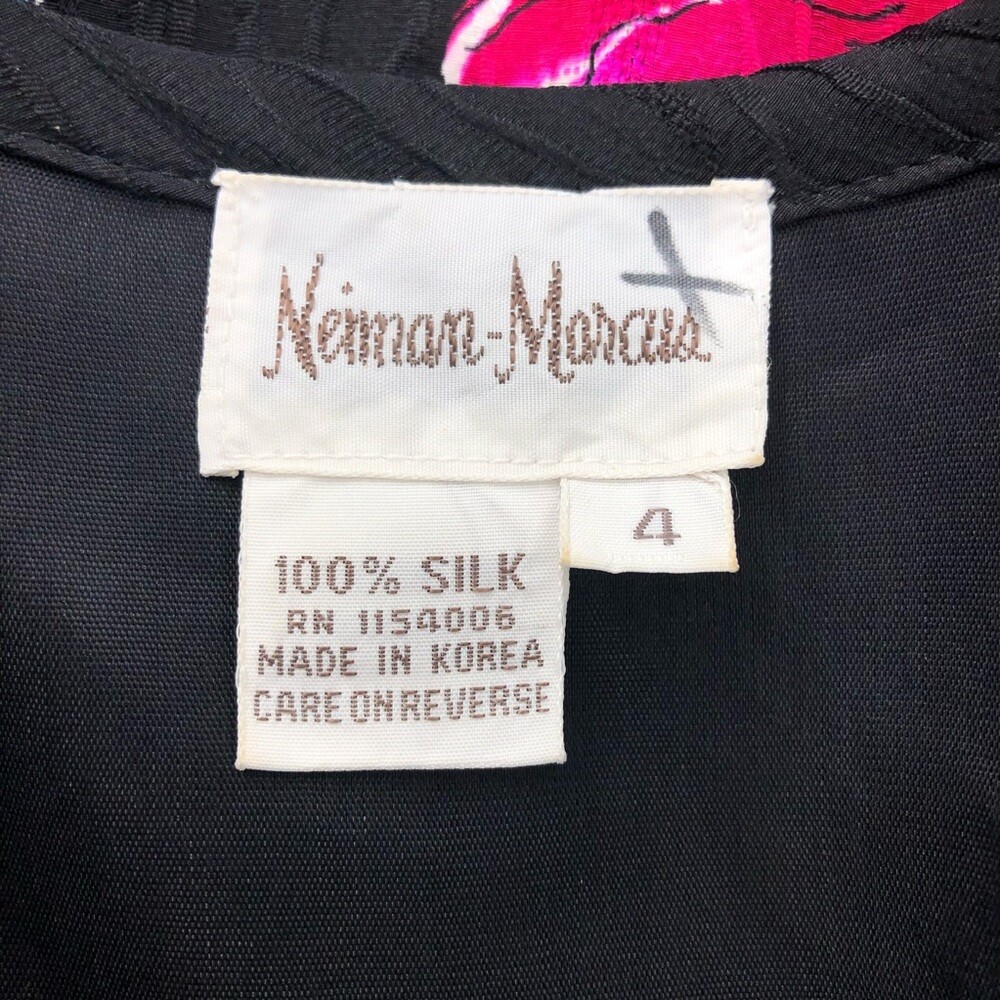 Neiman-Marcus
4
100% SILK
RN 1154006
MADE IN KOREA
CARE ON REVERSE